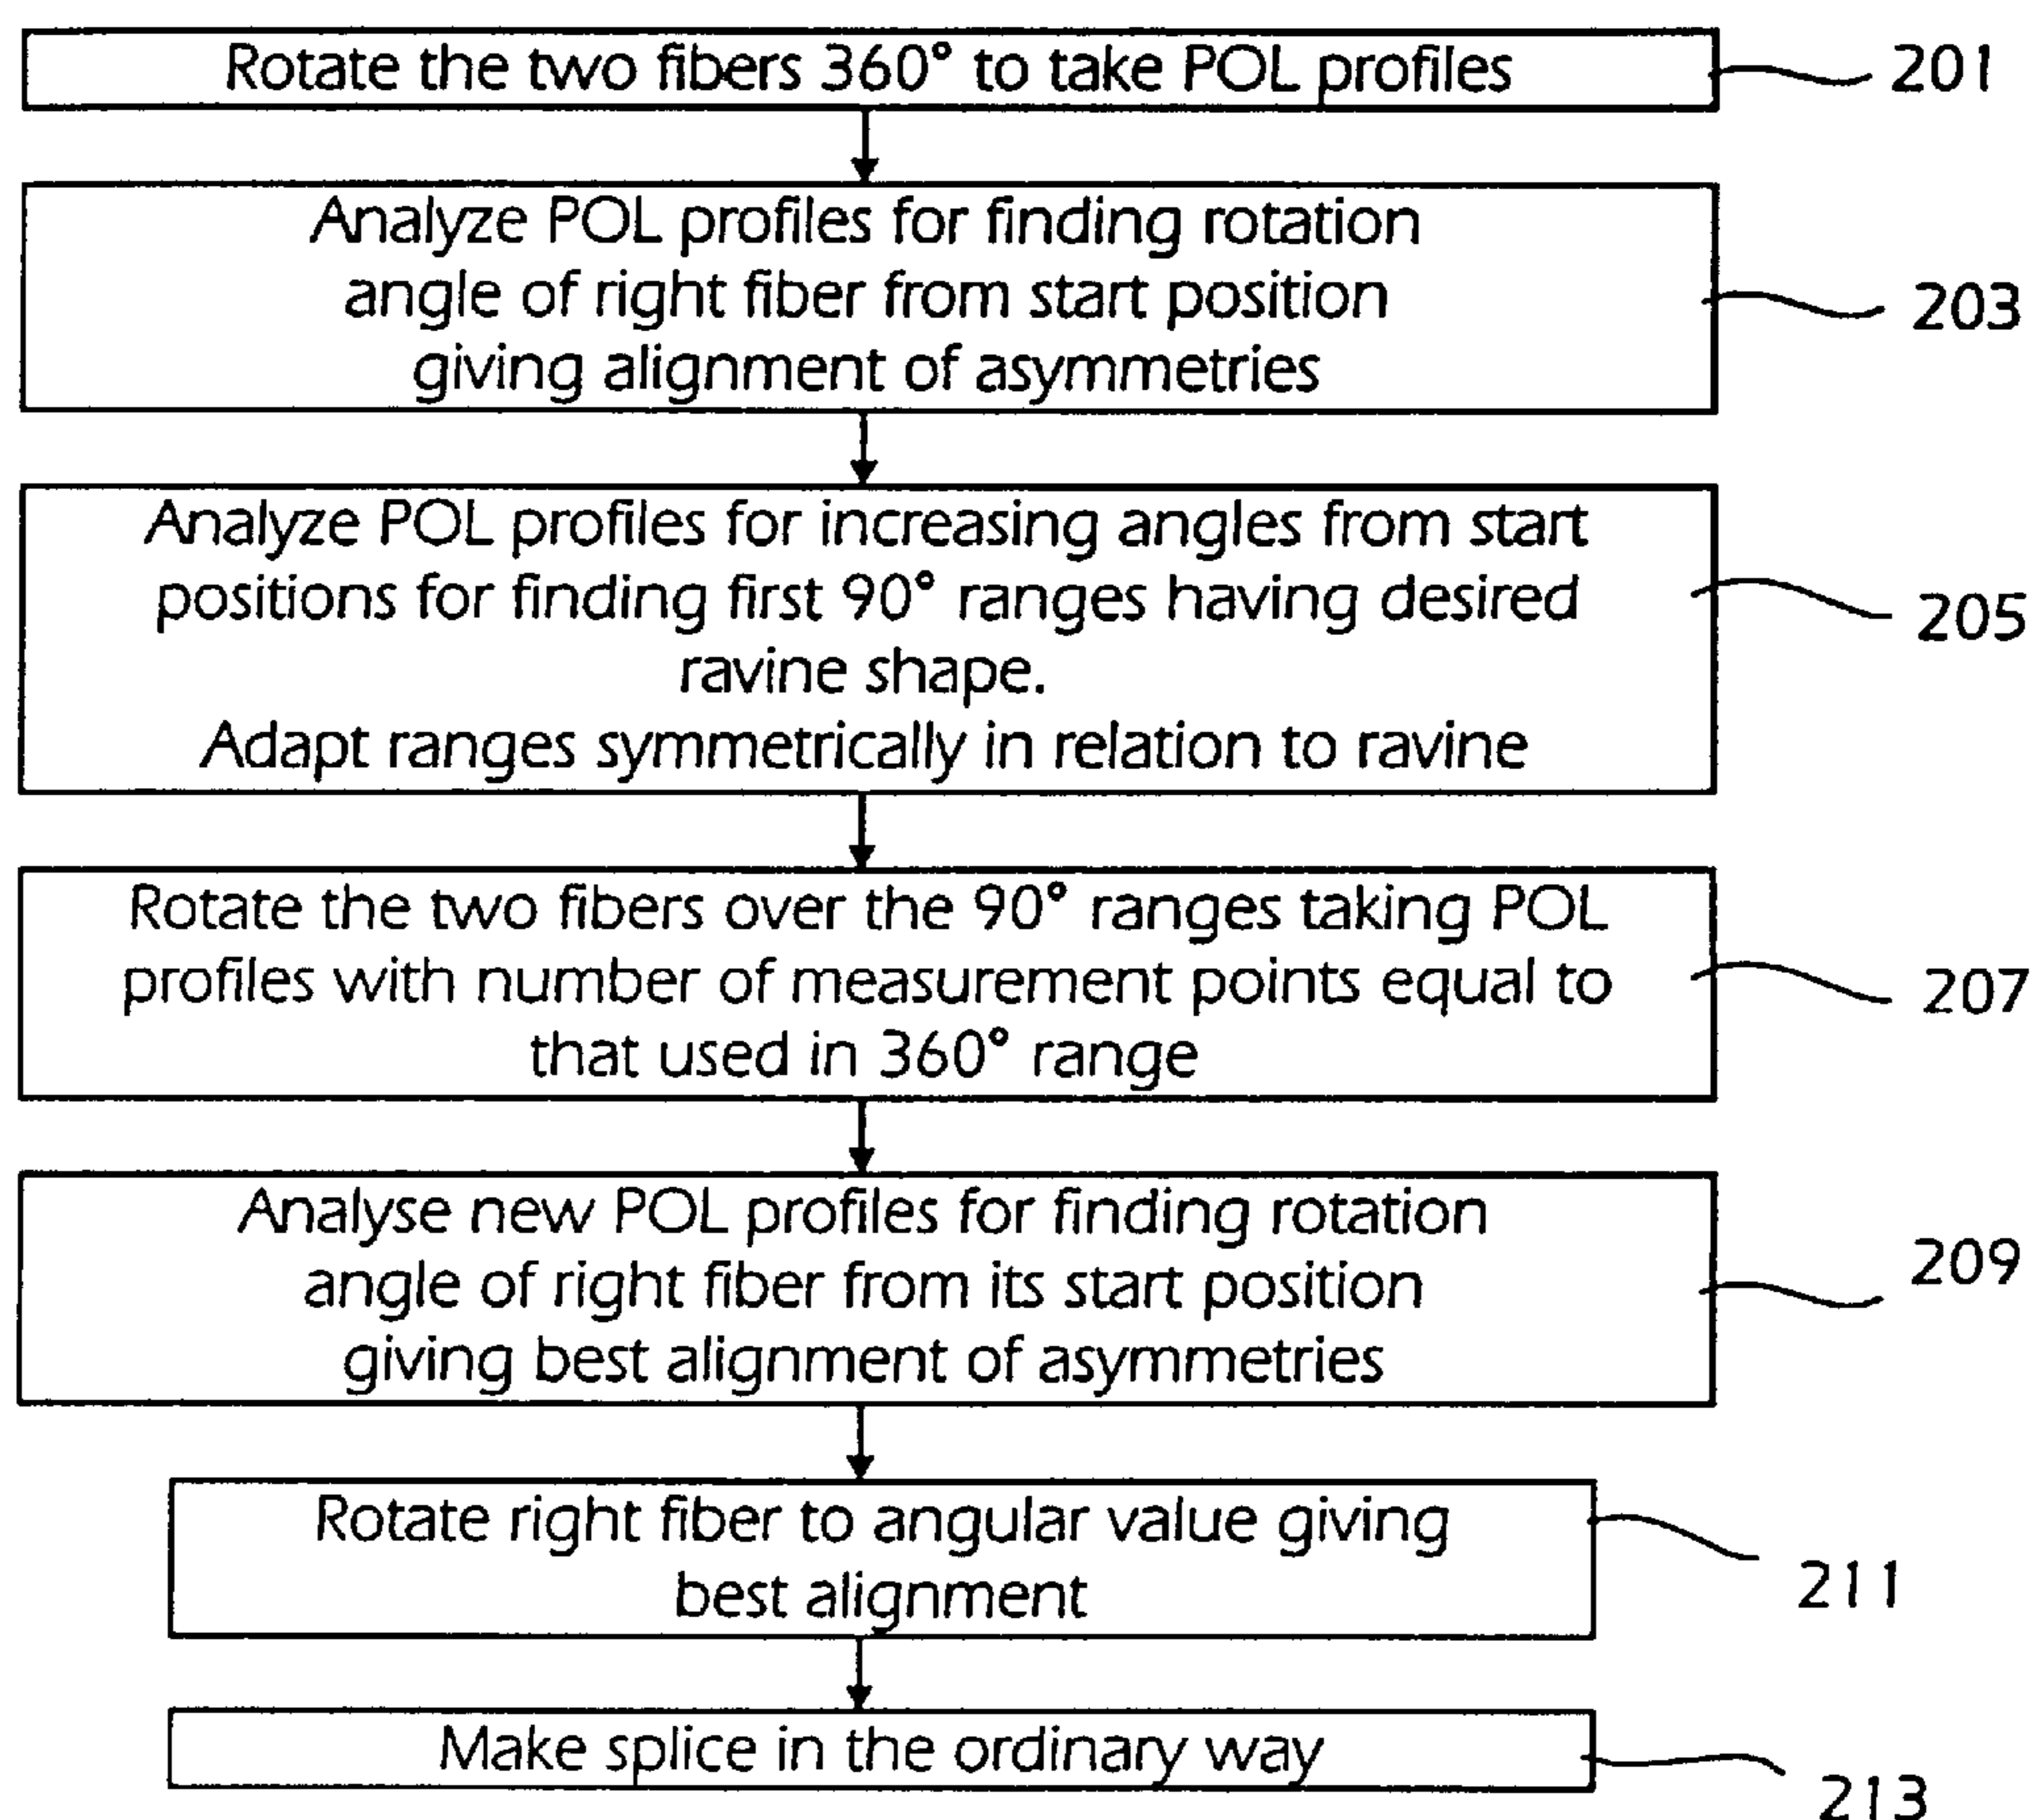 Rotate the two fibers 360° to take POL profiles
201
Analyze POL profiles for finding rotation
angle of right fiber from start position
giving alignment of asymmetries
203
Analyze POL profiles for increasing angles from start
positions for finding first 90° ranges having desired
ravine shape.
Adapt ranges symmetrically in relation to ravine
205
Rotate the two fibers over the 90° ranges taking POL
profiles with number of measurement points equal to
that used in 360° range
207
Analyse new POL profiles for finding rotation
angle of right fiber from its start position
giving best alignment of asymmetries
209
Rotate right fiber to angular value giving
best alignment
211
Make splice in the ordinary way
213